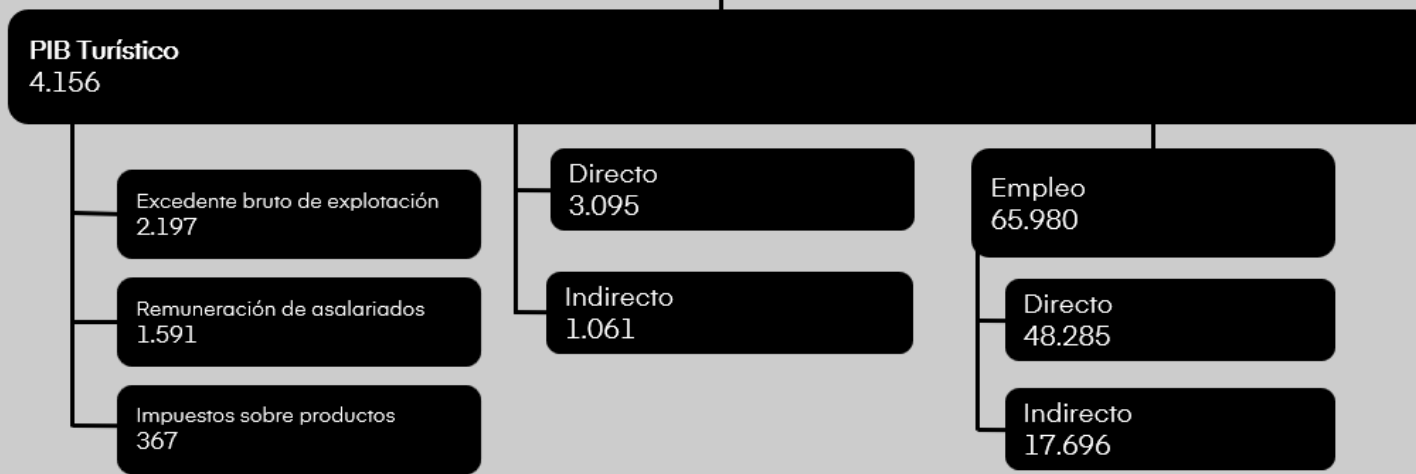 PIB Turístico
4.156
Excedente bruto de explotación
2.197
Remuneración de asalariados
1.591
Impuestos sobre productos
367
Directo
3.095
Indirecto
1.061
Empleo
65.980
Directo
48.285
Indirecto
17.696